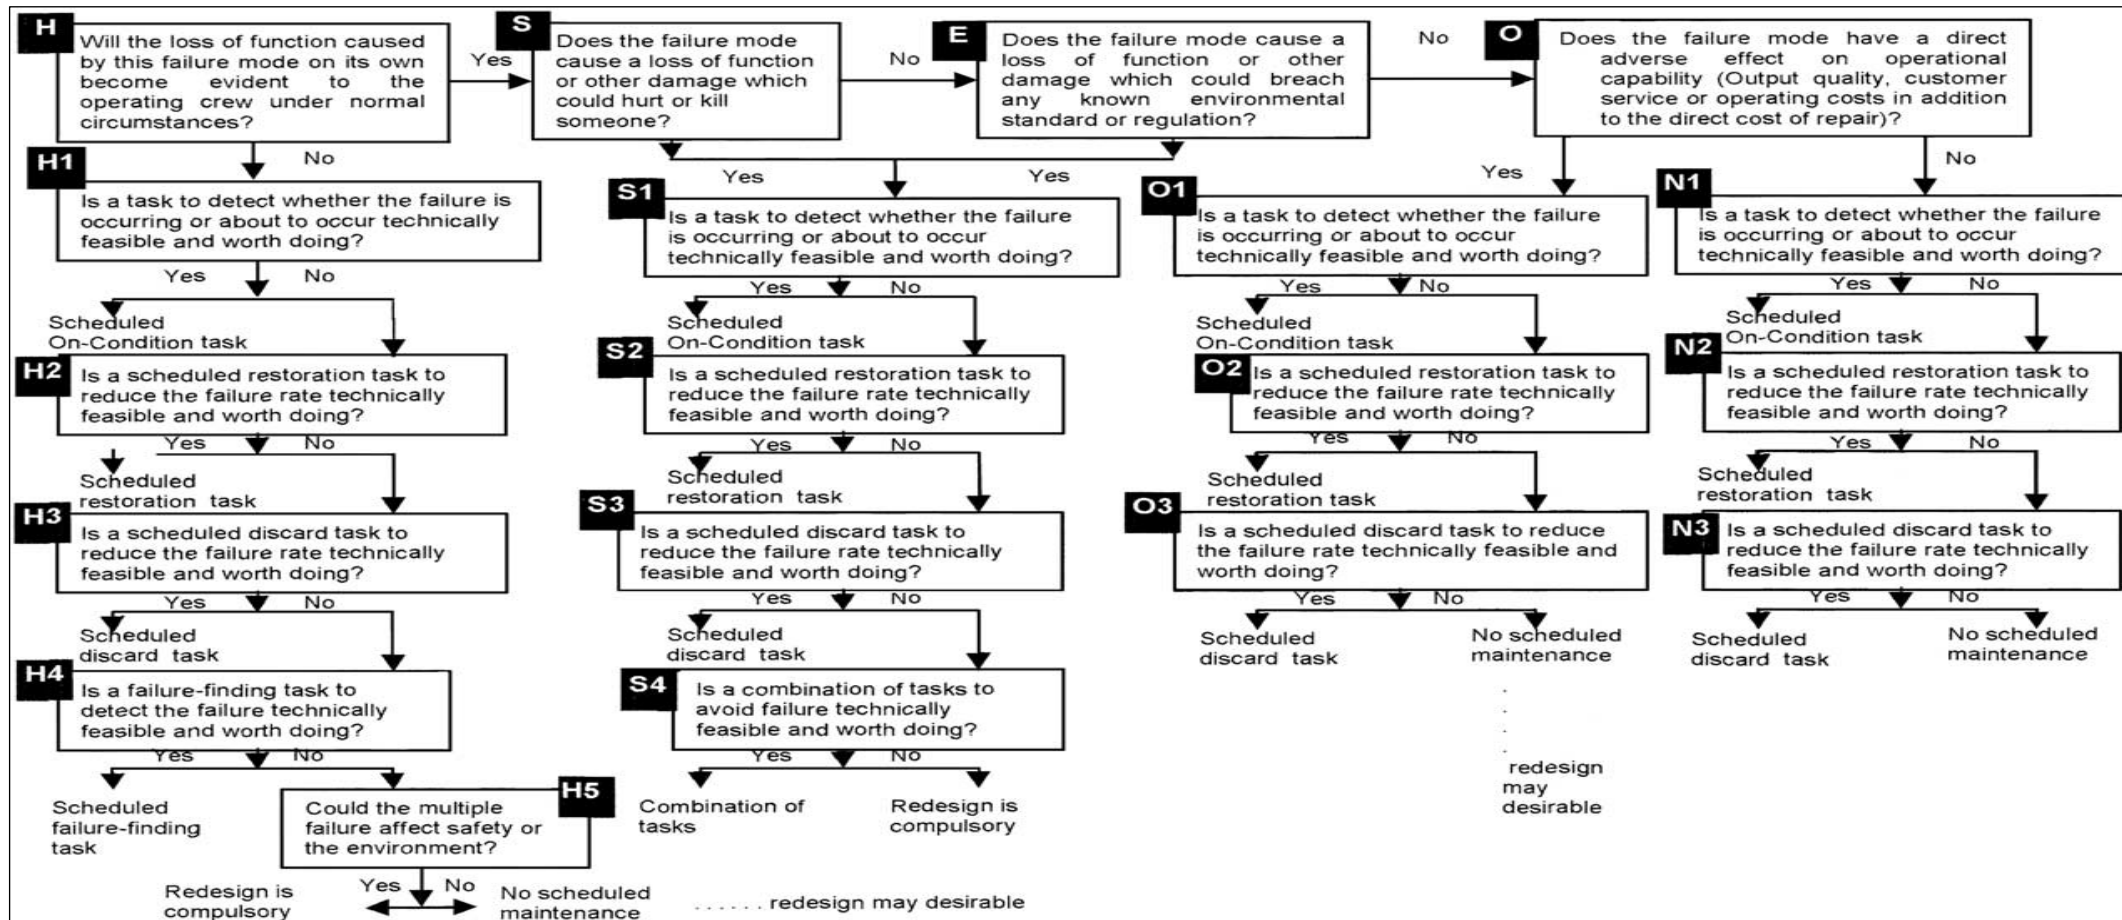 H
Will the loss of function caused
by this failure mode on its own
become evident to the
operating crew under normal
circumstances?
Yes
S
Does the failure mode
cause a loss of function
or other damage which
could hurt or kill
someone?
No
E
Does the failure mode cause a
loss of function or other
damage which could breach
any known environmental
standard or regulation?
No
O
Does the failure mode have a direct
adverse effect on operational
capability (Output quality, customer
service or operating costs in addition
to the direct cost of repair)?
No
Yes
Yes
Yes
No
H1
Is a task to detect whether the failure is
occurring or about to occur technically
feasible and worth doing?
Yes
No
Scheduled
On-Condition task
H2
Is a scheduled restoration task to
reduce the failure rate technically
feasible and worth doing?
Yes
No
Scheduled
restoration task
H3
Is a scheduled discard task to
reduce the failure rate technically
feasible and worth doing?
Yes
No
Scheduled
discard task
H4
Is a failure-finding task to
detect the failure technically
feasible and worth doing?
Yes
No
Scheduled
failure-finding
task
H5
Could the multiple
failure affect safety or
the environment?
Yes
No
Redesign is
compulsory
No scheduled
maintenance
...... redesign may desirable
S1
Is a task to detect whether the failure
is occurring or about to occur
technically feasible and worth doing?
Yes
No
Scheduled
On-Condition task
S2
Is a scheduled restoration task to
reduce the failure rate technically
feasible and worth doing?
Yes
No
Scheduled
restoration task
S3
Is a scheduled discard task to
reduce the failure rate technically
feasible and worth doing?
Yes
No
Scheduled
discard task
S4
Is a combination of tasks to
avoid failure technically
feasible and worth doing?
Yes
No
Combination of
tasks
Redesign is
compulsory
O1
Is a task to detect whether the failure
is occurring or about to occur
technically feasible and worth doing?
Yes
No
Scheduled
On-Condition task
O2
Is a scheduled restoration task to
reduce the failure rate technically
feasible and worth doing?
Yes
No
Scheduled
restoration task
O3
Is a scheduled discard task to reduce
the failure rate technically feasible and
worth doing?
Yes
No
Scheduled
discard task
No scheduled
maintenance
redesign
may
desirable
N1
Is a task to detect whether the failure
is occurring or about to occur
technically feasible and worth doing?
Yes
No
Scheduled
On-Condition task
N2
Is a scheduled restoration task to
reduce the failure rate technically
feasible and worth doing?
Yes
No
Scheduled
restoration task
N3
Is a scheduled discard task to
reduce the failure rate technically
feasible and worth doing?
Yes
No
Scheduled
discard task
No scheduled
maintenance